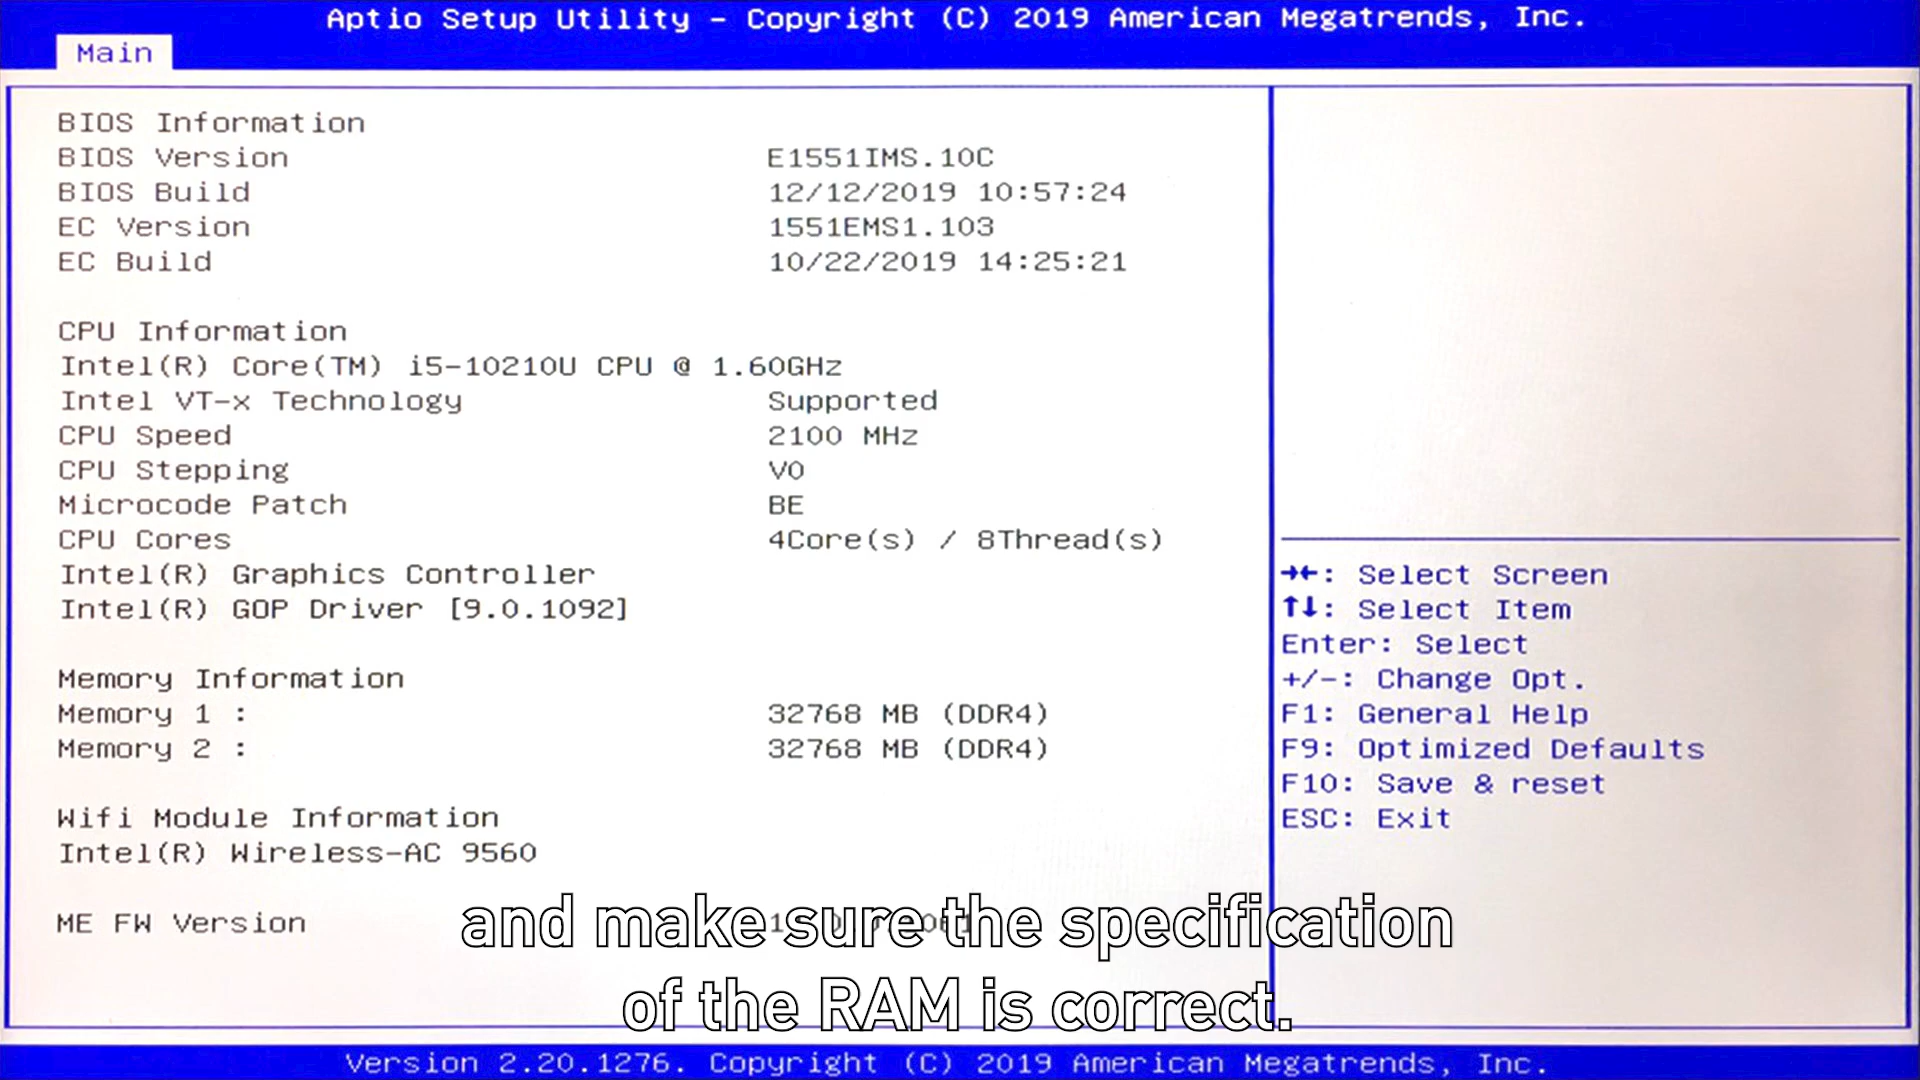 Aptio Setup Utility – Copyright (C) 2019 American Megatrends, Inc.
Main
BIOS Information
BIOS Version E1551IMS.10C
BIOS Build 12/12/2019 10:57:24
EC Version 1551EMS1.103
EC Build 10/22/2019 14:25:21
CPU Information
Intel(R) Core(TM) i5-10210U CPU @ 1.60GHz
Intel VT-x Technology Supported
CPU Speed 2100 MHz
CPU Stepping V0
Microcode Patch BE
CPU Cores 4Core(s) / 8Thread(s)
Intel(R) Graphics Controller
Intel(R) GOP Driver [9.0.1092]
Memory Information
Memory 1 : 32768 MB (DDR4)
Memory 2 : 32768 MB (DDR4)
Wifi Module Information
Intel(R) Wireless-AC 9560
ME FW Version
→←: Select Screen
↑↓: Select Item
Enter: Select
+/-: Change Opt.
F1: General Help
F9: Optimized Defaults
F10: Save & reset
ESC: Exit
and make sure the specification
of the RAM is correct.
Version 2.20.1276. Copyright (C) 2019 American Megatrends, Inc.